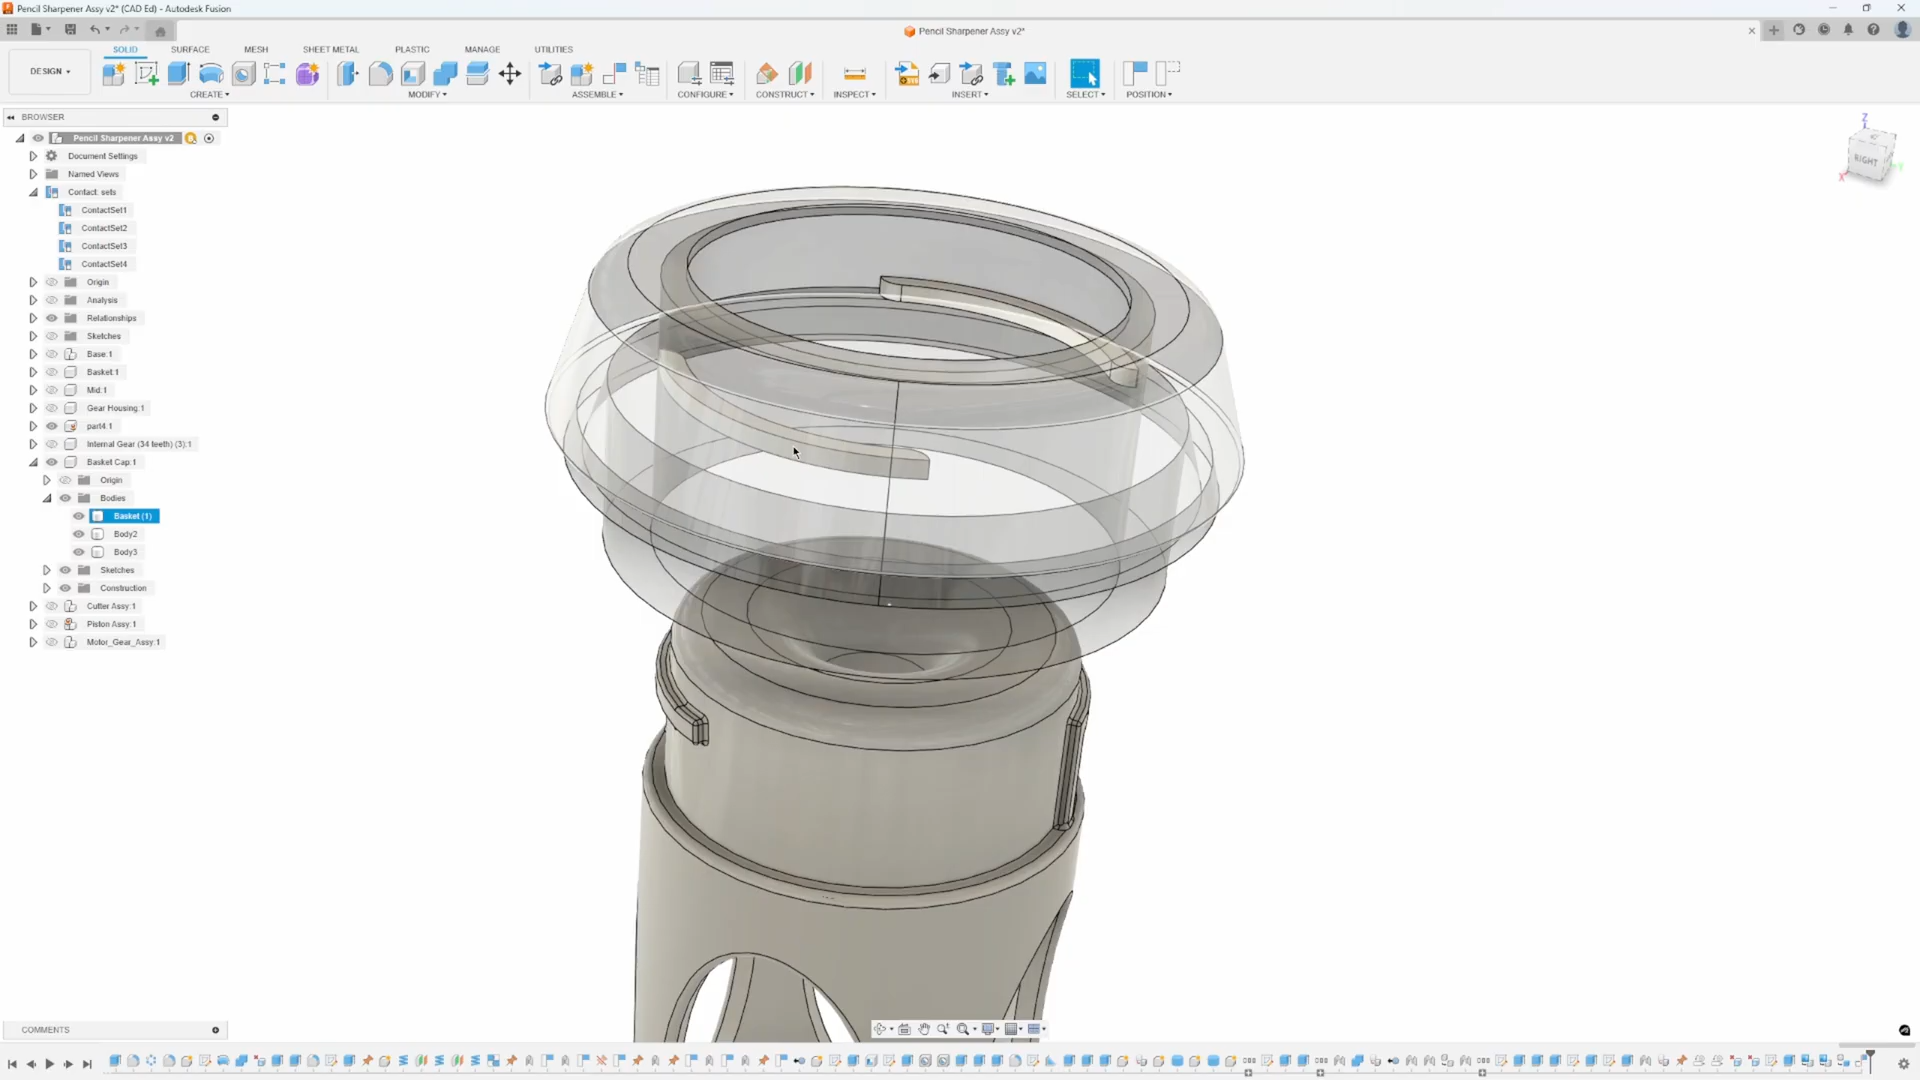 Pencil Sharpener Assy v2* (CAD Ed) - Autodesk Fusion
Pencil Sharpener Assy v2*
SOLID SURFACE MESH SHEET METAL PLASTIC MANAGE UTILITIES
DESIGN
CREATE MODIFY ASSEMBLE CONFIGURE CONSTRUCT INSPECT INSERT SELECT POSITION
BROWSER
Pencil Sharpener Assy v2
Document Settings
Named Views
Contact sets
ContactSet1
ContactSet2
ContactSet3
ContactSet4
Origin
Analysis
Relationships
Sketches
Base:1
Basket:1
Mid:1
Gear Housing:1
part4:1
Internal Gear (34 teeth) (3):1
Basket Cap:1
Origin
Bodies
Basket (1)
Body2
Body3
Sketches
Construction
Cutter Assy:1
Piston Assy:1
Motor_Gear_Assy:1
Z
RIGHT
X
COMMENTS